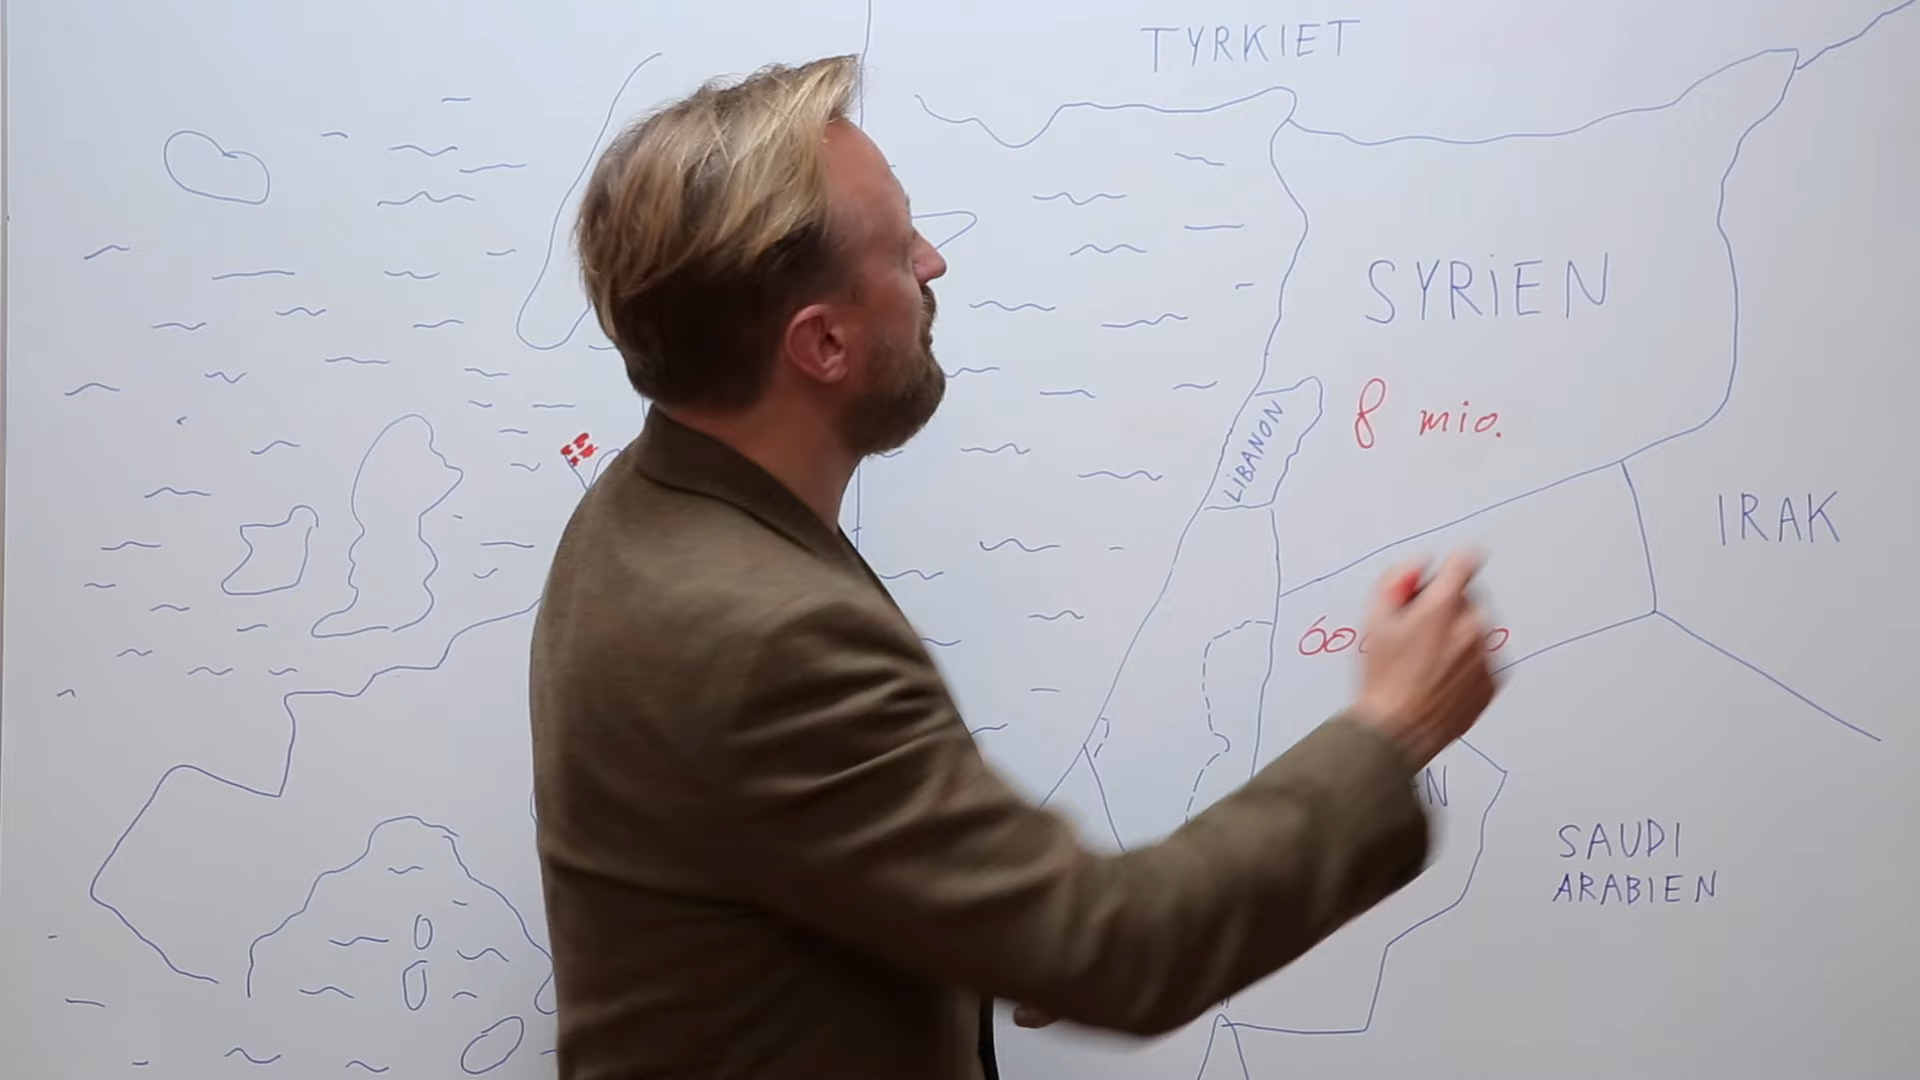 TYRKIET
SYRIEN
8 mio.
LIBANON
IRAK
SAUDI
ARABIEN